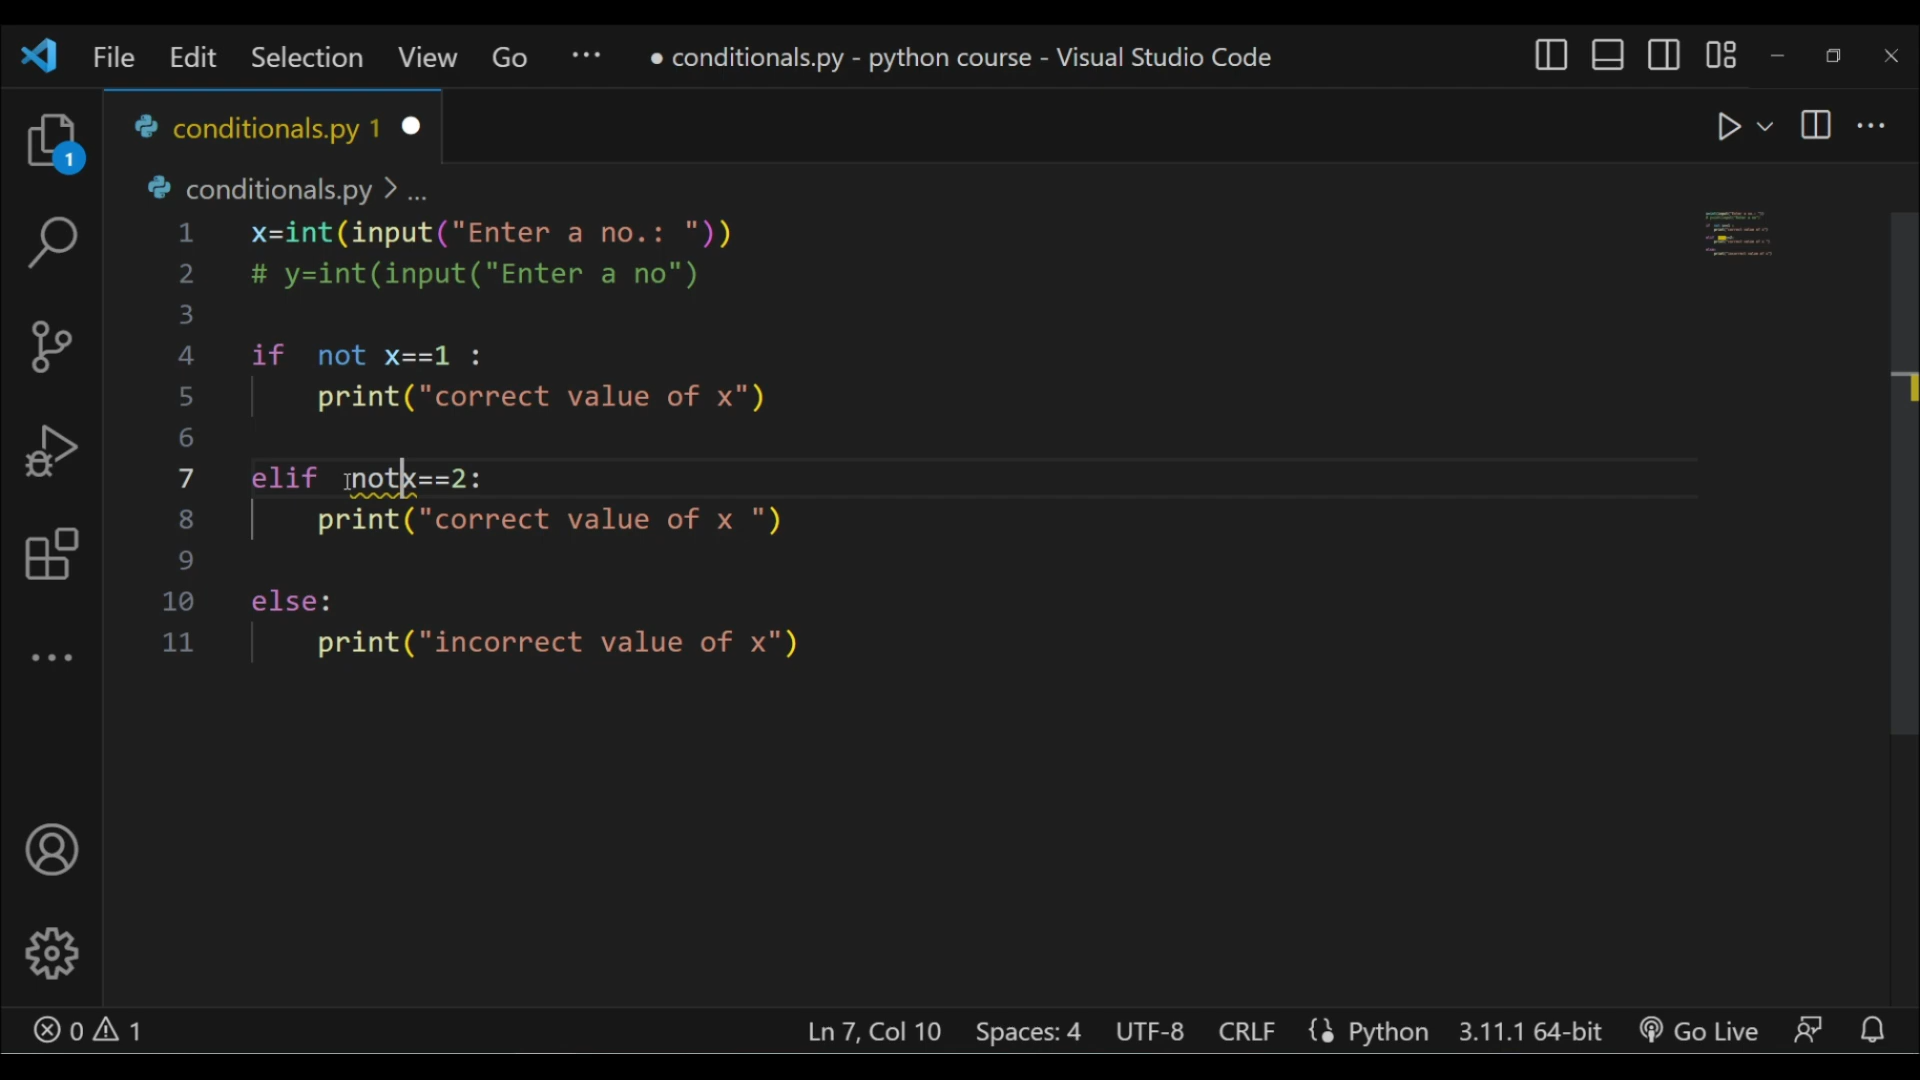 File Edit Selection View Go ··· ● conditionals.py - python course - Visual Studio Code
conditionals.py 1 ●
1
conditionals.py > ...
1 x=int(input("Enter a no.: "))
2 # y=int(input("Enter a no")
3
4 if  not x==1 :
5     print("correct value of x")
6
7 elif  notx==2:
8     print("correct value of x ")
9
10 else:
11     print("incorrect value of x")
0 1 Ln 7, Col 10 Spaces: 4 UTF-8 CRLF Python 3.11.1 64-bit Go Live